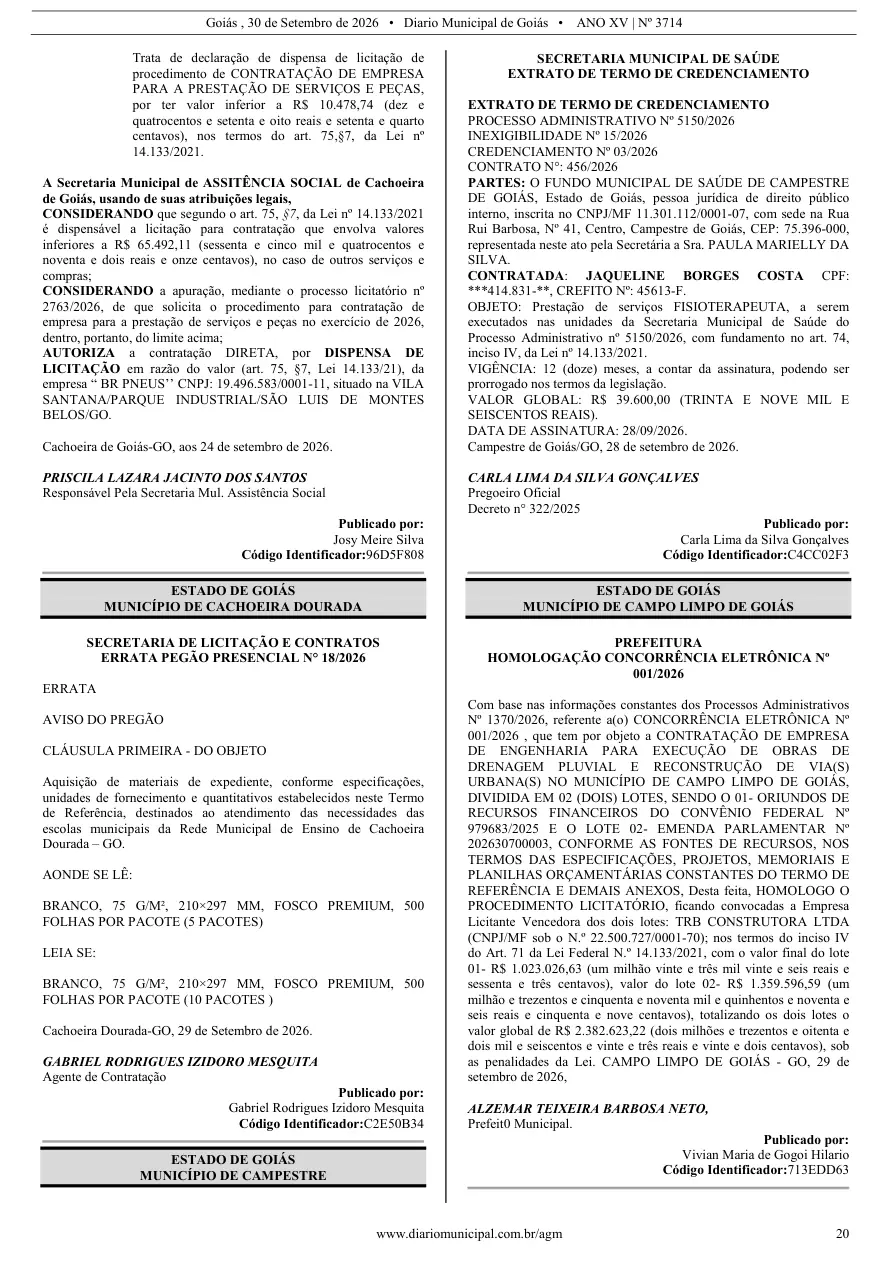 Goiás , 30 de Setembro de 2026 • Diario Municipal de Goiás • ANO XV | Nº 3714
Trata de declaração de dispensa de licitação de
procedimento de CONTRATAÇÃO DE EMPRESA
PARA A PRESTAÇÃO DE SERVIÇOS E PEÇAS,
por ter valor inferior a R$ 10.478,74 (dez e
quatrocentos e setenta e oito reais e setenta e quarto
centavos), nos termos do art. 75,§7, da Lei nº
14.133/2021.
A Secretaria Municipal de ASSITÊNCIA SOCIAL de Cachoeira
de Goiás, usando de suas atribuições legais,
CONSIDERANDO que segundo o art. 75, §7, da Lei nº 14.133/2021
é dispensável a licitação para contratação que envolva valores
inferiores a R$ 65.492,11 (sessenta e cinco mil e quatrocentos e
noventa e dois reais e onze centavos), no caso de outros serviços e
compras;
CONSIDERANDO a apuração, mediante o processo licitatório nº
2763/2026, de que solicita o procedimento para contratação de
empresa para a prestação de serviços e peças no exercício de 2026,
dentro, portanto, do limite acima;
AUTORIZA a contratação DIRETA, por DISPENSA DE
LICITAÇÃO em razão do valor (art. 75, §7, Lei 14.133/21), da
empresa “ BR PNEUS’’ CNPJ: 19.496.583/0001-11, situado na VILA
SANTANA/PARQUE INDUSTRIAL/SÃO LUIS DE MONTES
BELOS/GO.
Cachoeira de Goiás-GO, aos 24 de setembro de 2026.
PRISCILA LAZARA JACINTO DOS SANTOS
Responsável Pela Secretaria Mul. Assistência Social
Publicado por:
Josy Meire Silva
Código Identificador:96D5F808
ESTADO DE GOIÁS
MUNICÍPIO DE CACHOEIRA DOURADA
SECRETARIA DE LICITAÇÃO E CONTRATOS
ERRATA PEGÃO PRESENCIAL N° 18/2026
ERRATA
AVISO DO PREGÃO
CLÁUSULA PRIMEIRA - DO OBJETO
Aquisição de materiais de expediente, conforme especificações,
unidades de fornecimento e quantitativos estabelecidos neste Termo
de Referência, destinados ao atendimento das necessidades das
escolas municipais da Rede Municipal de Ensino de Cachoeira
Dourada – GO.
AONDE SE LÊ:
BRANCO, 75 G/M², 210×297 MM, FOSCO PREMIUM, 500
FOLHAS POR PACOTE (5 PACOTES)
LEIA SE:
BRANCO, 75 G/M², 210×297 MM, FOSCO PREMIUM, 500
FOLHAS POR PACOTE (10 PACOTES )
Cachoeira Dourada-GO, 29 de Setembro de 2026.
GABRIEL RODRIGUES IZIDORO MESQUITA
Agente de Contratação
Publicado por:
Gabriel Rodrigues Izidoro Mesquita
Código Identificador:C2E50B34
ESTADO DE GOIÁS
MUNICÍPIO DE CAMPESTRE
SECRETARIA MUNICIPAL DE SAÚDE
EXTRATO DE TERMO DE CREDENCIAMENTO
EXTRATO DE TERMO DE CREDENCIAMENTO
PROCESSO ADMINISTRATIVO Nº 5150/2026
INEXIGIBILIDADE Nº 15/2026
CREDENCIAMENTO Nº 03/2026
CONTRATO N°: 456/2026
PARTES: O FUNDO MUNICIPAL DE SAÚDE DE CAMPESTRE
DE GOIÁS, Estado de Goiás, pessoa jurídica de direito público
interno, inscrita no CNPJ/MF 11.301.112/0001-07, com sede na Rua
Rui Barbosa, Nº 41, Centro, Campestre de Goiás, CEP: 75.396-000,
representada neste ato pela Secretária a Sra. PAULA MARIELLY DA
SILVA.
CONTRATADA: JAQUELINE BORGES COSTA CPF:
***414.831-**, CREFITO Nº: 45613-F.
OBJETO: Prestação de serviços FISIOTERAPEUTA, a serem
executados nas unidades da Secretaria Municipal de Saúde do
Processo Administrativo nº 5150/2026, com fundamento no art. 74,
inciso IV, da Lei nº 14.133/2021.
VIGÊNCIA: 12 (doze) meses, a contar da assinatura, podendo ser
prorrogado nos termos da legislação.
VALOR GLOBAL: R$ 39.600,00 (TRINTA E NOVE MIL E
SEISCENTOS REAIS).
DATA DE ASSINATURA: 28/09/2026.
Campestre de Goiás/GO, 28 de setembro de 2026.
CARLA LIMA DA SILVA GONÇALVES
Pregoeiro Oficial
Decreto n° 322/2025
Publicado por:
Carla Lima da Silva Gonçalves
Código Identificador:C4CC02F3
ESTADO DE GOIÁS
MUNICÍPIO DE CAMPO LIMPO DE GOIÁS
PREFEITURA
HOMOLOGAÇÃO CONCORRÊNCIA ELETRÔNICA Nº
001/2026
Com base nas informações constantes dos Processos Administrativos
Nº 1370/2026, referente a(o) CONCORRÊNCIA ELETRÔNICA Nº
001/2026 , que tem por objeto a CONTRATAÇÃO DE EMPRESA
DE ENGENHARIA PARA EXECUÇÃO DE OBRAS DE
DRENAGEM PLUVIAL E RECONSTRUÇÃO DE VIA(S)
URBANA(S) NO MUNICÍPIO DE CAMPO LIMPO DE GOIÁS,
DIVIDIDA EM 02 (DOIS) LOTES, SENDO O 01- ORIUNDOS DE
RECURSOS FINANCEIROS DO CONVÊNIO FEDERAL Nº
979683/2025 E O LOTE 02- EMENDA PARLAMENTAR Nº
202630700003, CONFORME AS FONTES DE RECURSOS, NOS
TERMOS DAS ESPECIFICAÇÕES, PROJETOS, MEMORIAIS E
PLANILHAS ORÇAMENTÁRIAS CONSTANTES DO TERMO DE
REFERÊNCIA E DEMAIS ANEXOS, Desta feita, HOMOLOGO O
PROCEDIMENTO LICITATÓRIO, ficando convocadas a Empresa
Licitante Vencedora dos dois lotes: TRB CONSTRUTORA LTDA
(CNPJ/MF sob o N.º 22.500.727/0001-70); nos termos do inciso IV
do Art. 71 da Lei Federal N.º 14.133/2021, com o valor final do lote
01- R$ 1.023.026,63 (um milhão vinte e três mil vinte e seis reais e
sessenta e três centavos), valor do lote 02- R$ 1.359.596,59 (um
milhão e trezentos e cinquenta e noventa mil e quinhentos e noventa e
seis reais e cinquenta e nove centavos), totalizando os dois lotes o
valor global de R$ 2.382.623,22 (dois milhões e trezentos e oitenta e
dois mil e seiscentos e vinte e três reais e vinte e dois centavos), sob
as penalidades da Lei. CAMPO LIMPO DE GOIÁS - GO, 29 de
setembro de 2026,
ALZEMAR TEIXEIRA BARBOSA NETO,
Prefeit0 Municipal.
Publicado por:
Vivian Maria de Gogoi Hilario
Código Identificador:713EDD63
www.diariomunicipal.com.br/agm 20